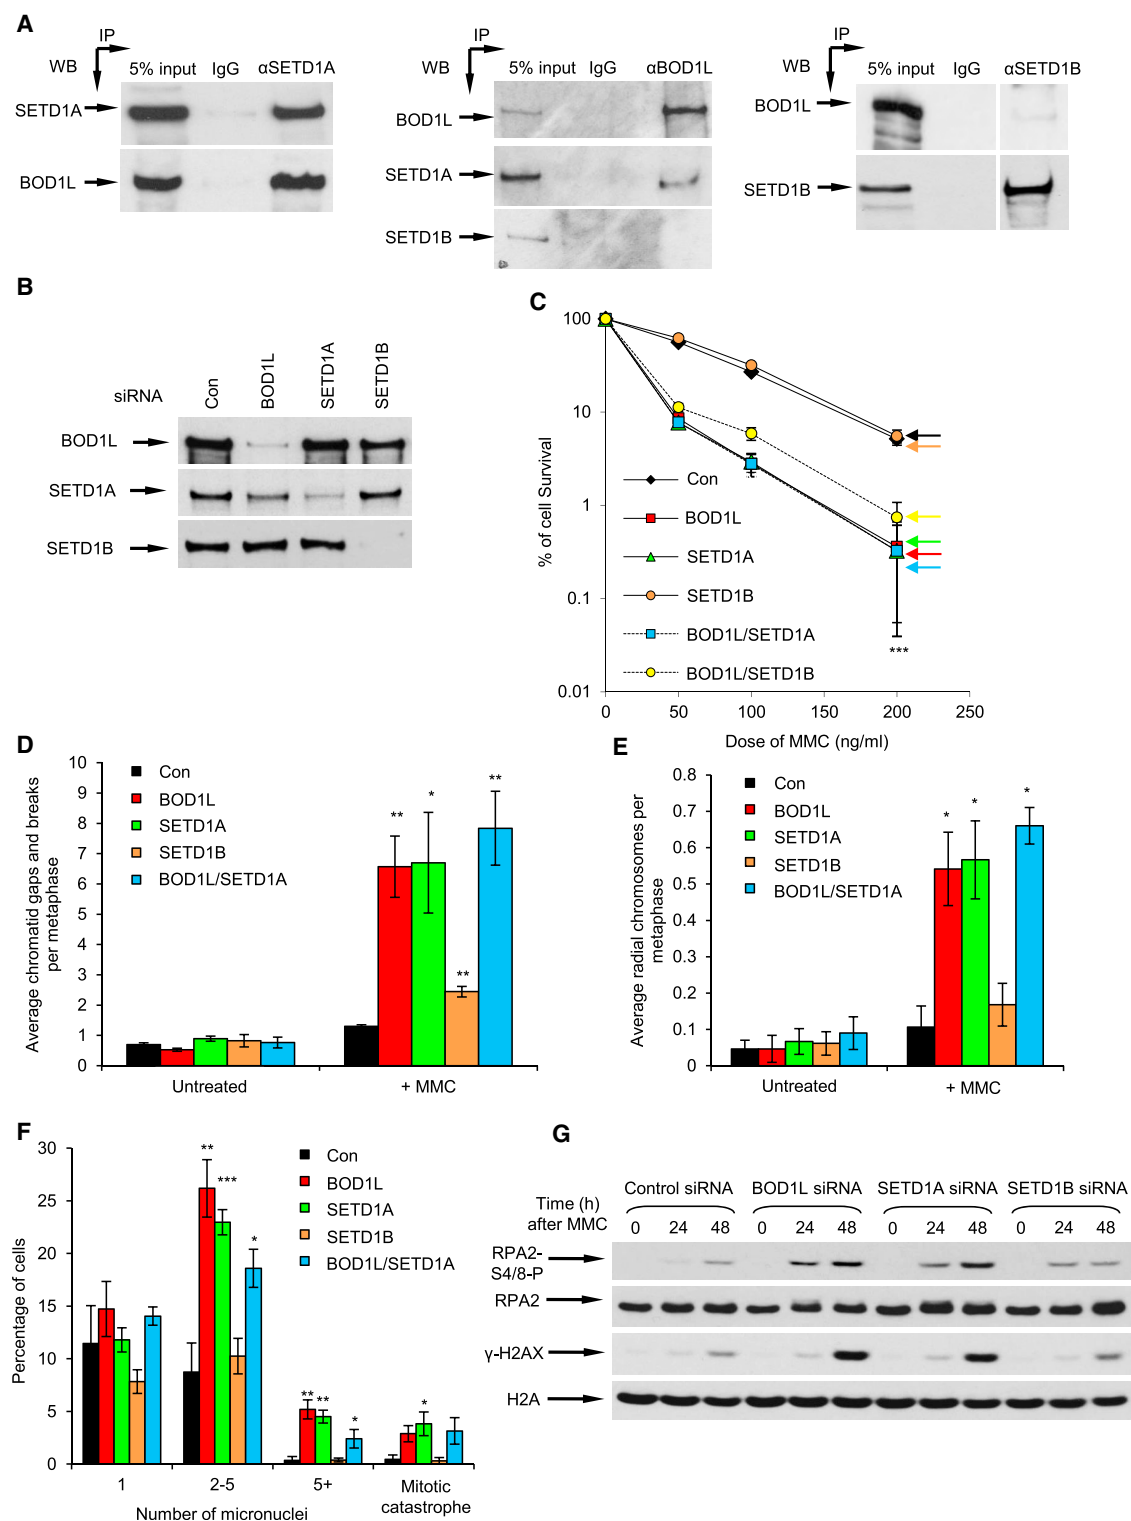 A
IP
WB
5% input IgG αSETD1A
SETD1A
BOD1L
IP
WB
5% input IgG αBOD1L
BOD1L
SETD1A
SETD1B
IP
WB
5% input IgG αSETD1B
BOD1L
SETD1B
B
siRNA
Con
BOD1L
SETD1A
SETD1B
BOD1L
SETD1A
SETD1B
C
% of cell Survival
100
10
1
0.1
0.01
0 50 100 150 200 250
Dose of MMC (ng/ml)
Con
BOD1L
SETD1A
SETD1B
BOD1L/SETD1A
BOD1L/SETD1B
***
D
Average chromatid gaps and breaks
per metaphase
10
9
8
7
6
5
4
3
2
1
0
Con
BOD1L
SETD1A
SETD1B
BOD1L/SETD1A
** * ** **
Untreated + MMC
E
Average radial chromosomes per
metaphase
0.8
0.7
0.6
0.5
0.4
0.3
0.2
0.1
0
Con
BOD1L
SETD1A
SETD1B
BOD1L/SETD1A
* * *
Untreated + MMC
F
Percentage of cells
30
25
20
15
10
5
0
Con
BOD1L
SETD1A
SETD1B
BOD1L/SETD1A
** *** *
** ** *
*
1 2-5 5+ Mitotic
catastrophe
Number of micronuclei
G
Control siRNA BOD1L siRNA SETD1A siRNA SETD1B siRNA
Time (h)
after MMC
0 24 48 0 24 48 0 24 48 0 24 48
RPA2-
S4/8-P
RPA2
γ-H2AX
H2A